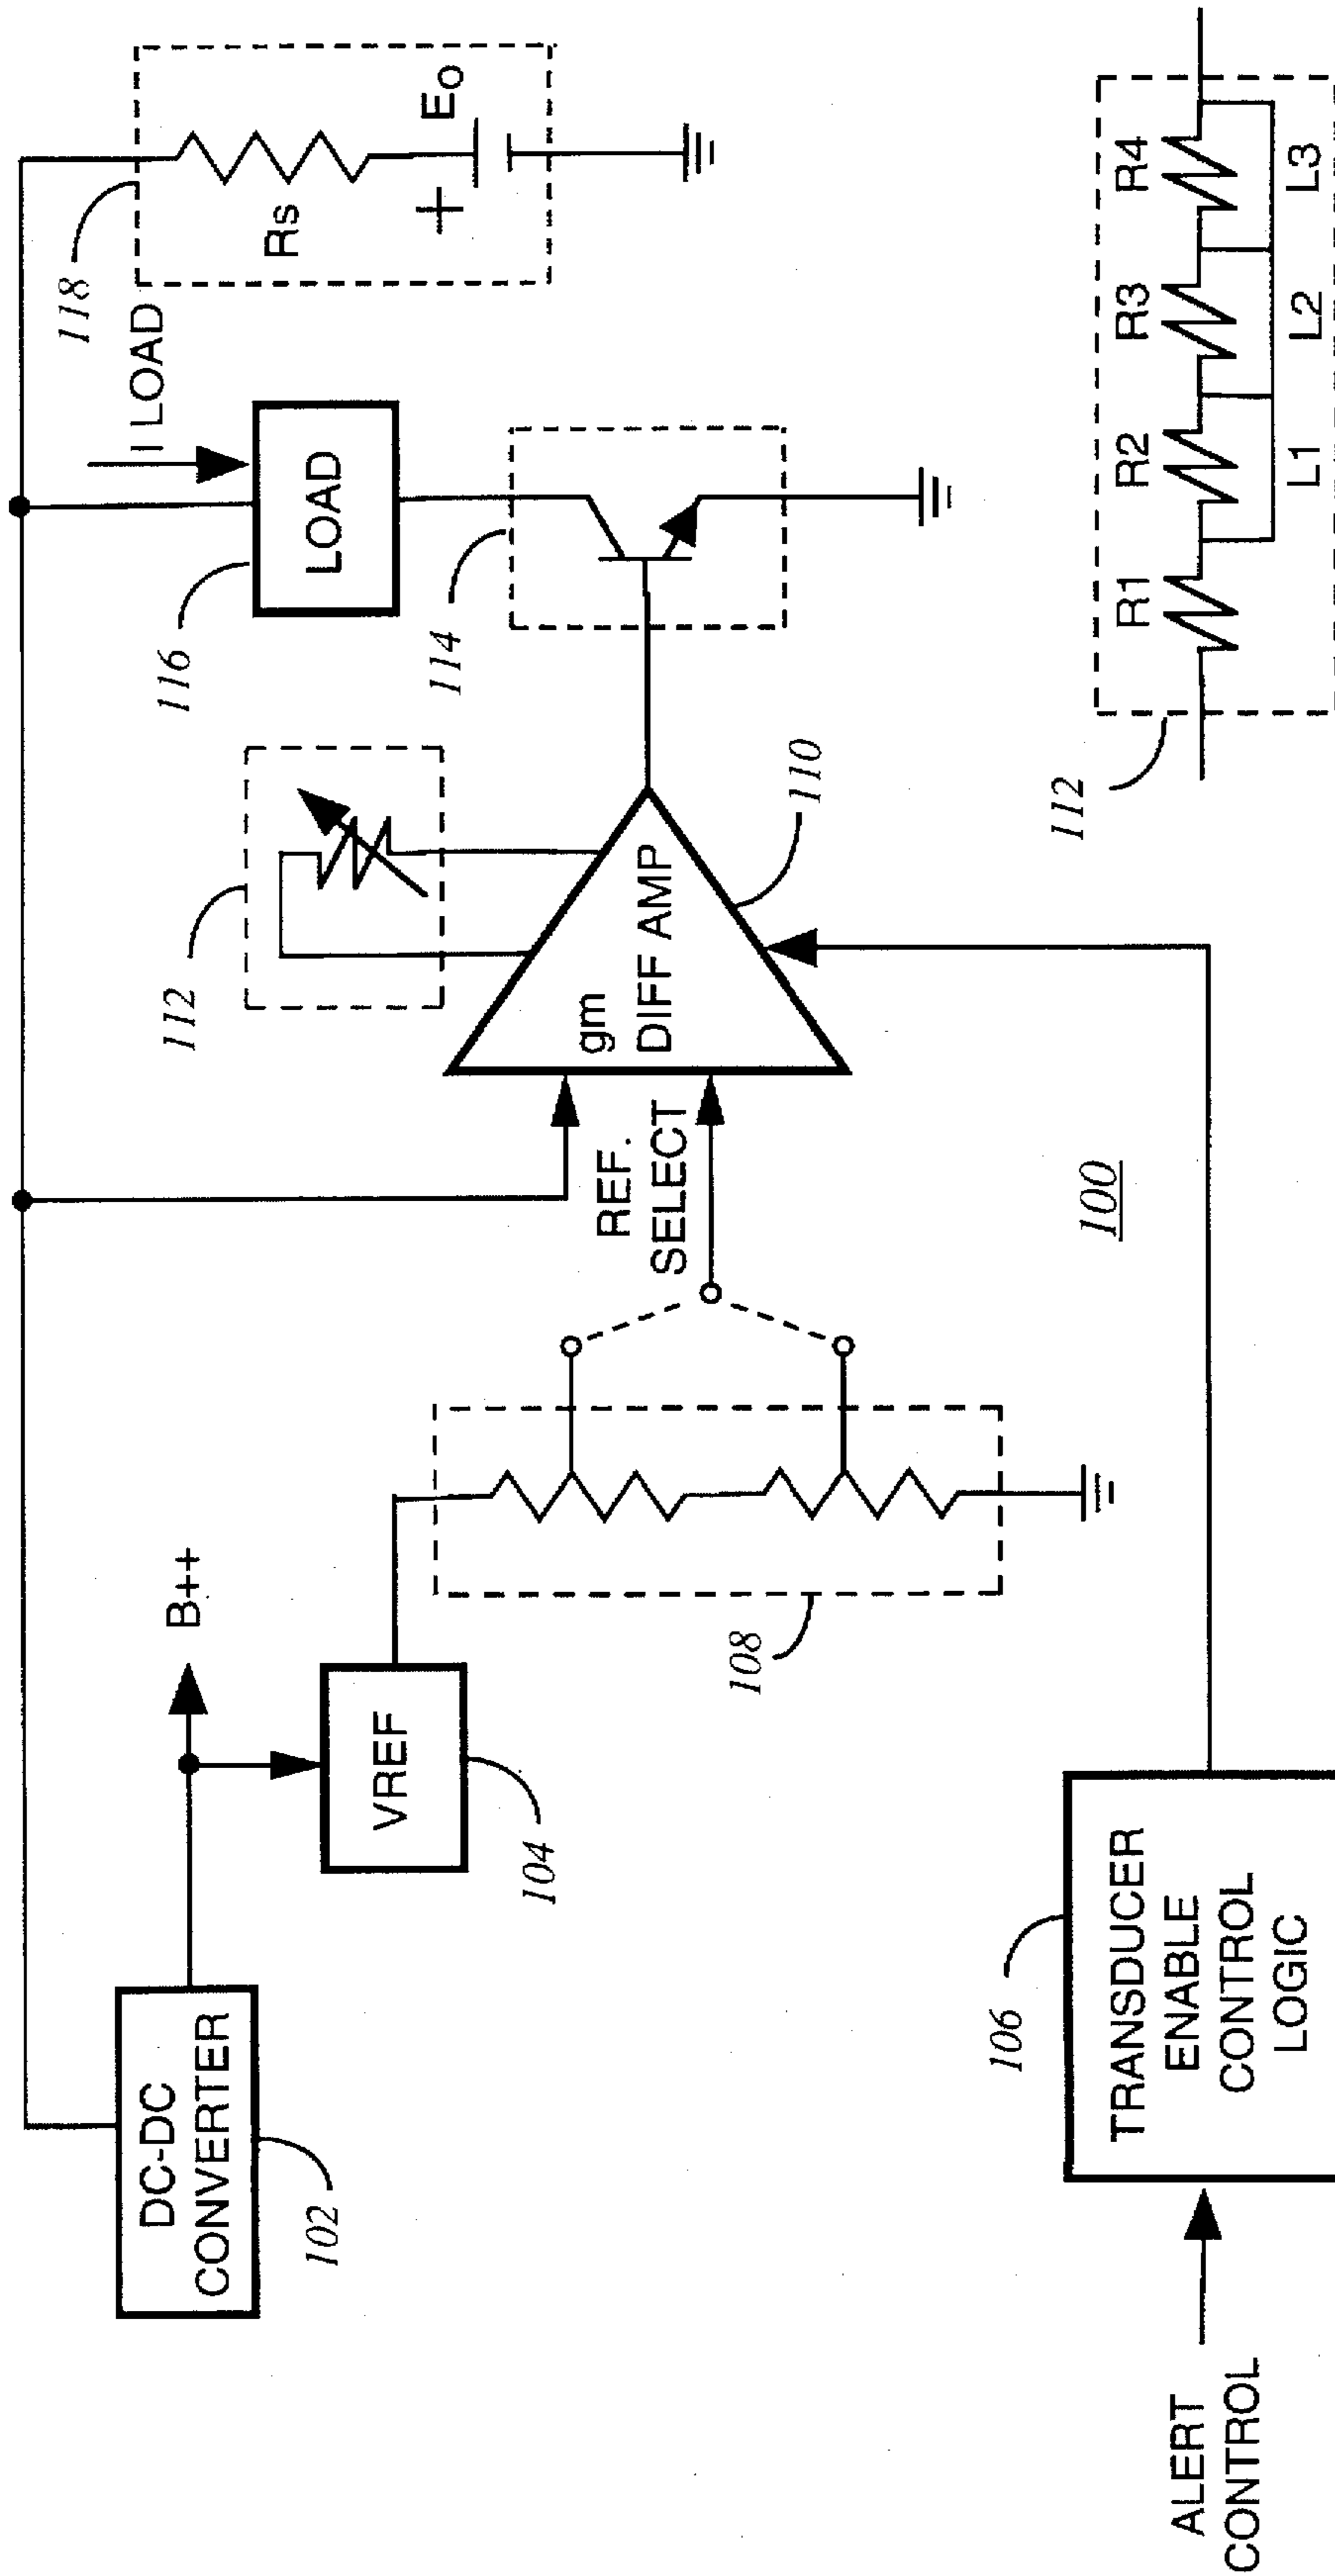 118
Rs
E0
+
I LOAD
LOAD
116
114
112
gm
DIFF AMP
110
REF.
SELECT
B++
VREF
104
108
DC-DC
CONVERTER
102
100
112
R1 R2 R3 R4
L1 L2 L3
106
TRANSDUCER
ENABLE
CONTROL
LOGIC
ALERT
CONTROL